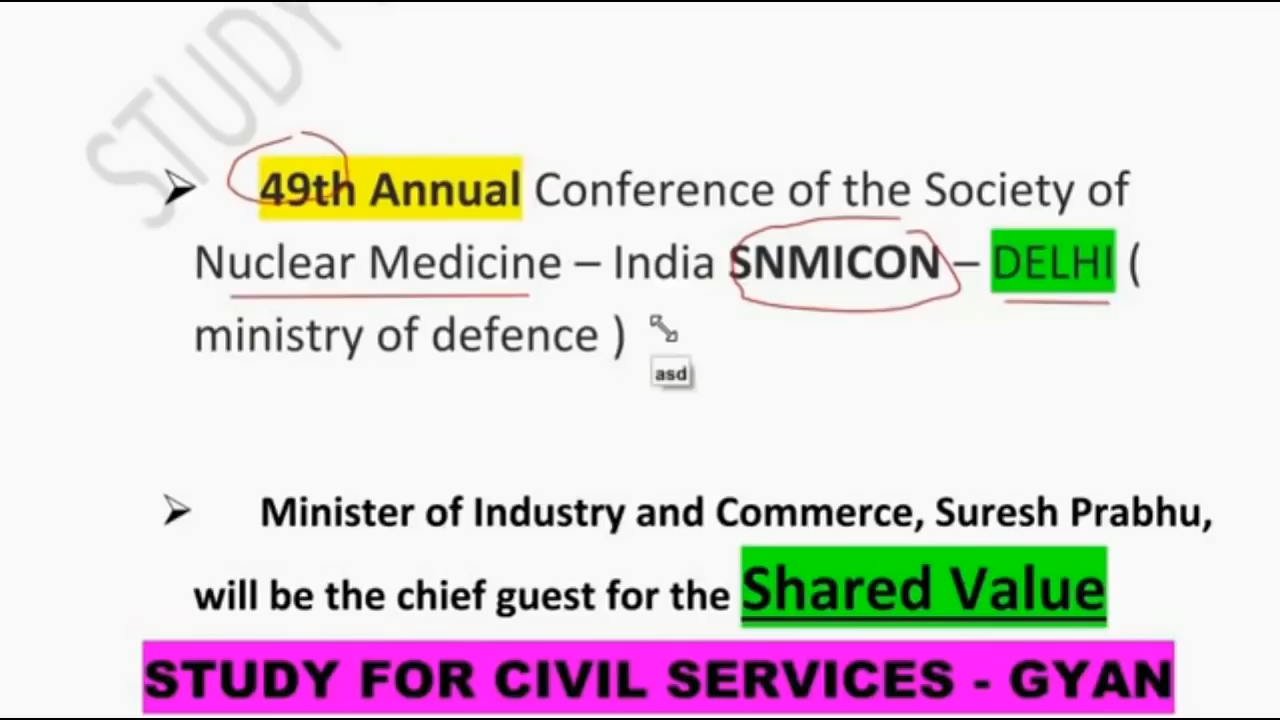 STUDY
49th Annual Conference of the Society of
Nuclear Medicine – India SNMICON – DELHI (
ministry of defence )
asd
Minister of Industry and Commerce, Suresh Prabhu,
will be the chief guest for the Shared Value
STUDY FOR CIVIL SERVICES - GYAN